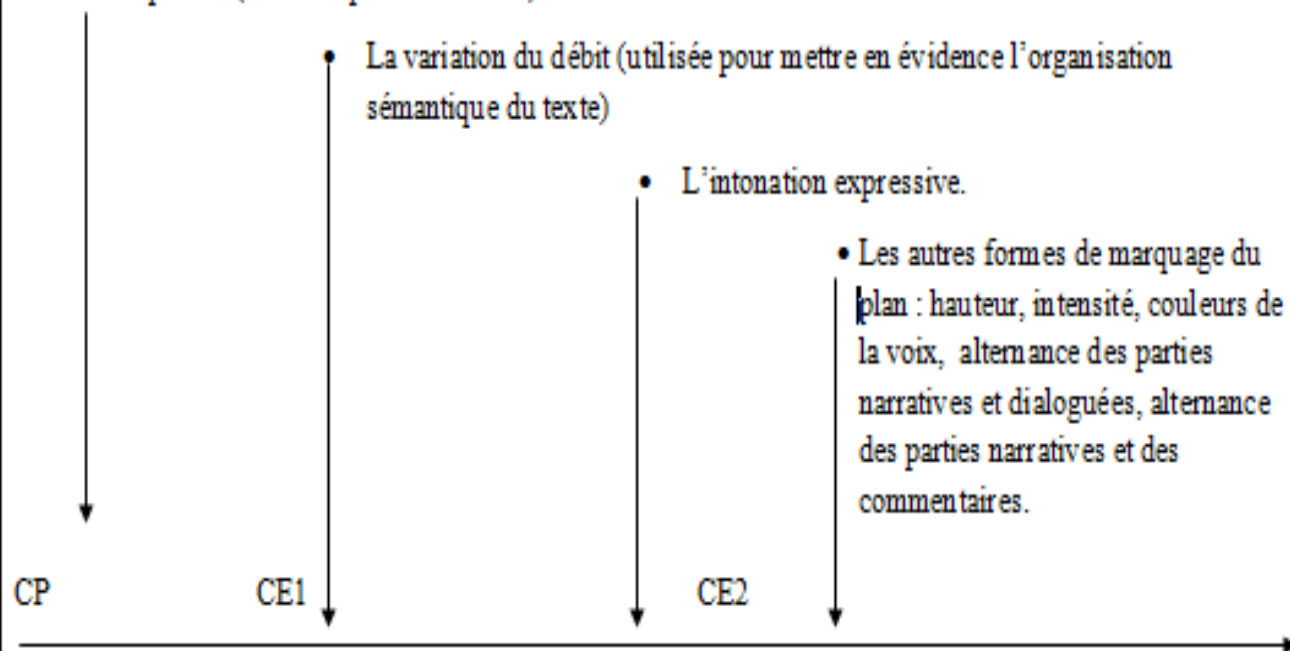 • La variation du débit (utilisée pour mettre en évidence l'organisation
sémantique du texte)
• L'intonation expressive.
• Les autres formes de marquage du
plan : hauteur, intensité, couleurs de
la voix, alternance des parties
narratives et dialoguées, alternance
des parties narratives et des
commentaires.
CP CE1 CE2